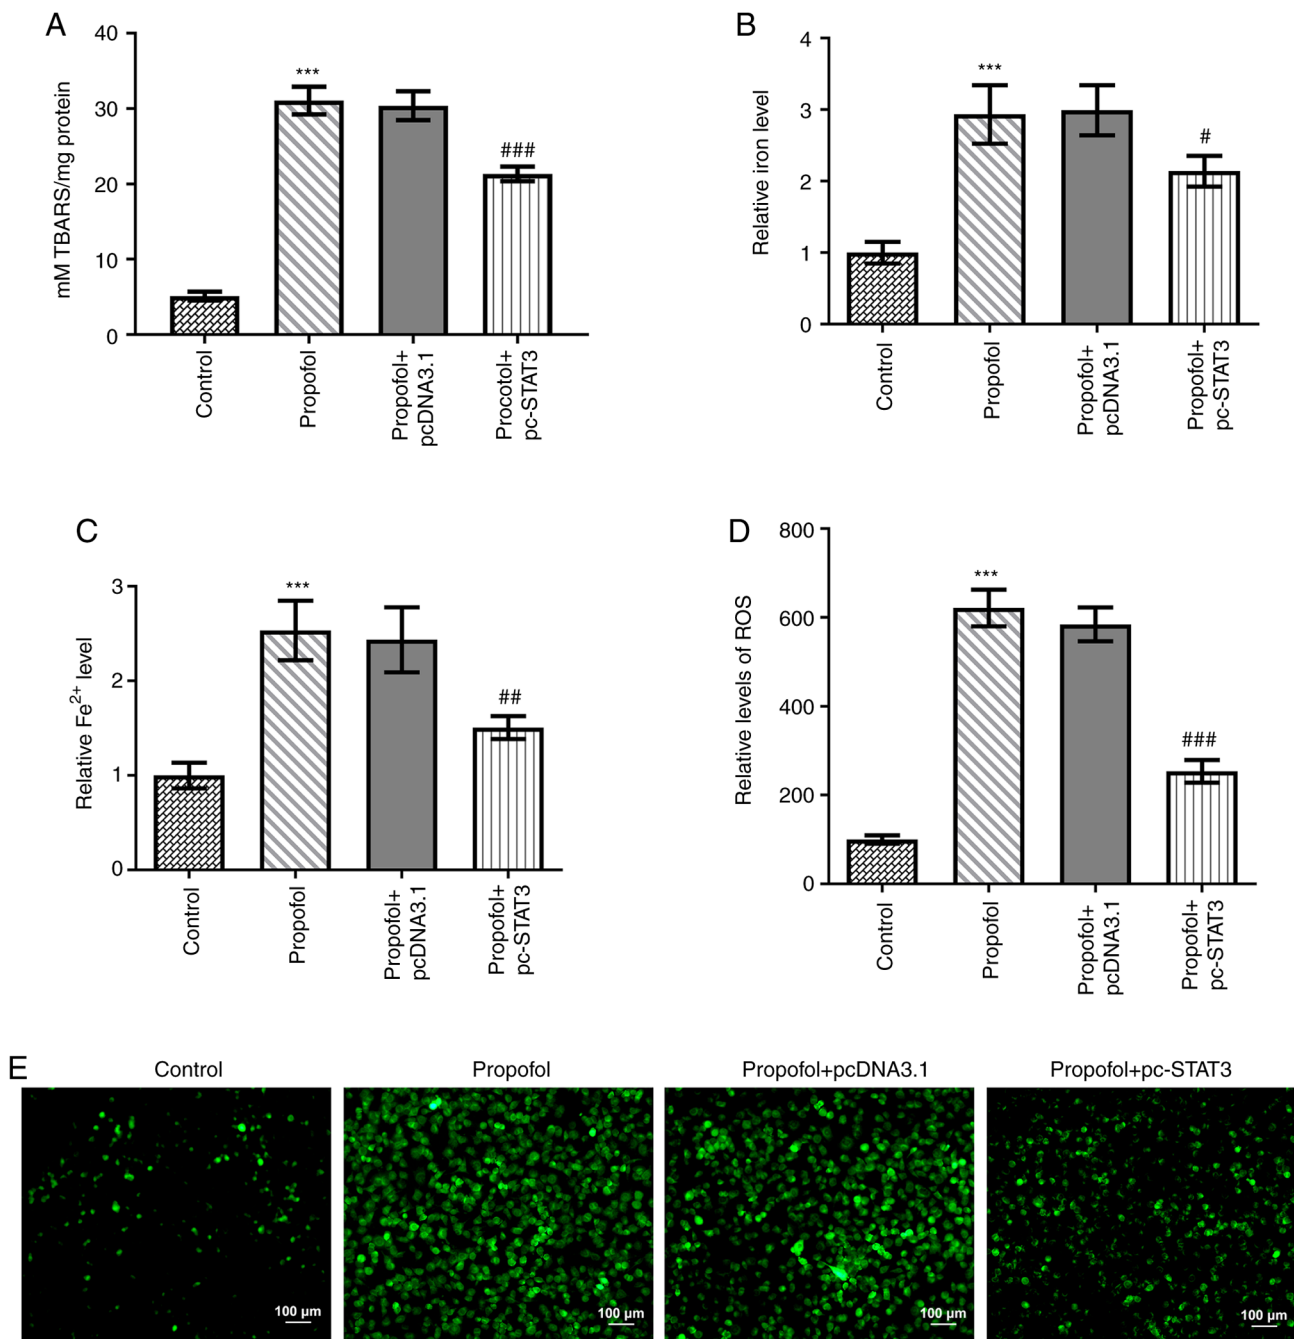 A
mM TBARS/mg protein
40
30
20
10
0
***
###
Control
Propofol
Propofol+
pcDNA3.1
Procotol+
pc-STAT3
B
Relative iron level
4
3
2
1
0
***
#
Control
Propofol
Propofol+
pcDNA3.1
Propofol+
pc-STAT3
C
Relative Fe²⁺ level
3
2
1
0
***
##
Control
Propofol
Propofol+
pcDNA3.1
Propofol+
pc-STAT3
D
Relative levels of ROS
800
600
400
200
0
***
###
Control
Propofol
Propofol+
pcDNA3.1
Propofol+
pc-STAT3
E
Control
Propofol
Propofol+pcDNA3.1
Propofol+pc-STAT3
100 µm
100 µm
100 µm
100 µm